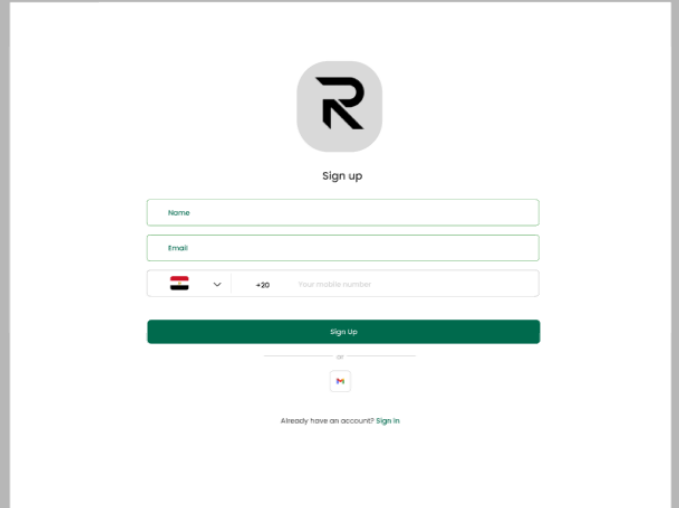 R
Sign up
Name
Email
+20 Your mobile number
Sign Up
or
Already have an account? Sign In